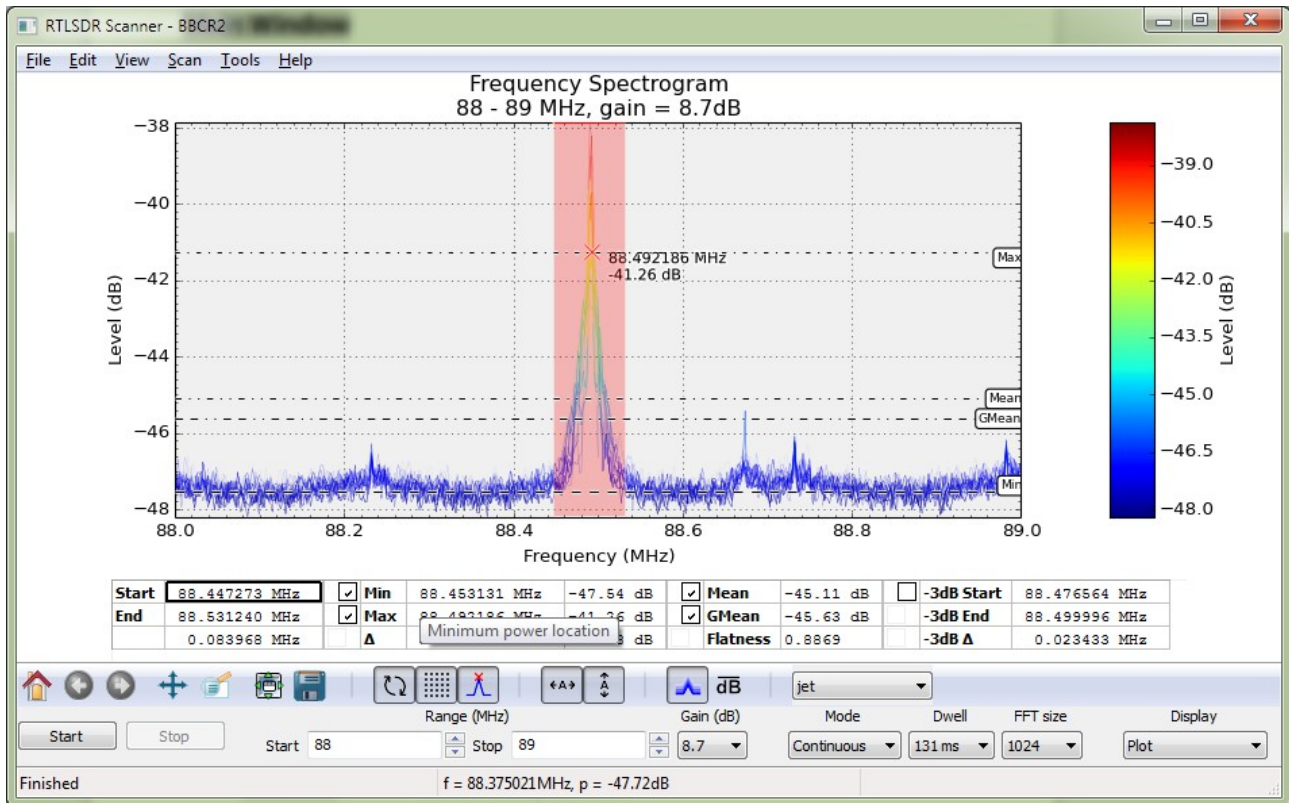 RTLSDR Scanner - BBCR2
File Edit View Scan Tools Help
Frequency Spectrogram
88 - 89 MHz, gain = 8.7dB
−38
−40
−42
−44
−46
−48
Level (dB)
88.492186 MHz
-41.26 dB
Max
Mean
GMean
Min
88.0 88.2 88.4 88.6 88.8 89.0
Frequency (MHz)
−39.0
−40.5
−42.0
−43.5
−45.0
−46.5
−48.0
Level (dB)
Start 88.447273 MHz Min 88.453131 MHz -47.54 dB Mean -45.11 dB -3dB Start 88.476564 MHz
End 88.531240 MHz Max 88.492186 MHz -41.26 dB GMean -45.63 dB -3dB End 88.499996 MHz
0.083968 MHz Δ dB Flatness 0.8869 -3dB Δ 0.023433 MHz
Minimum power location
A
A
dB
jet
Range (MHz) Gain (dB) Mode Dwell FFT size Display
Start Stop Start 88 Stop 89 8.7 Continuous 131 ms 1024 Plot
Finished f = 88.375021MHz, p = -47.72dB